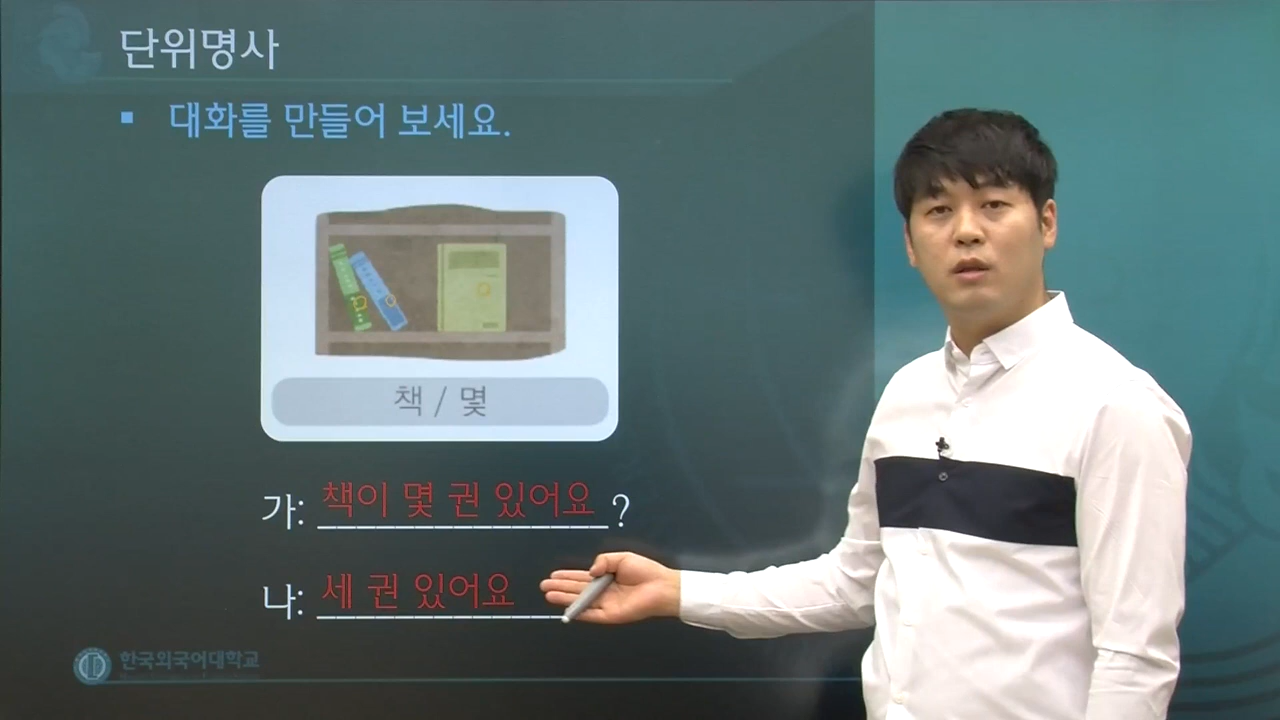 단위명사
▪ 대화를 만들어 보세요.
책 / 몇
가: 책이 몇 권 있어요?
나: 세 권 있어요
한국외국어대학교